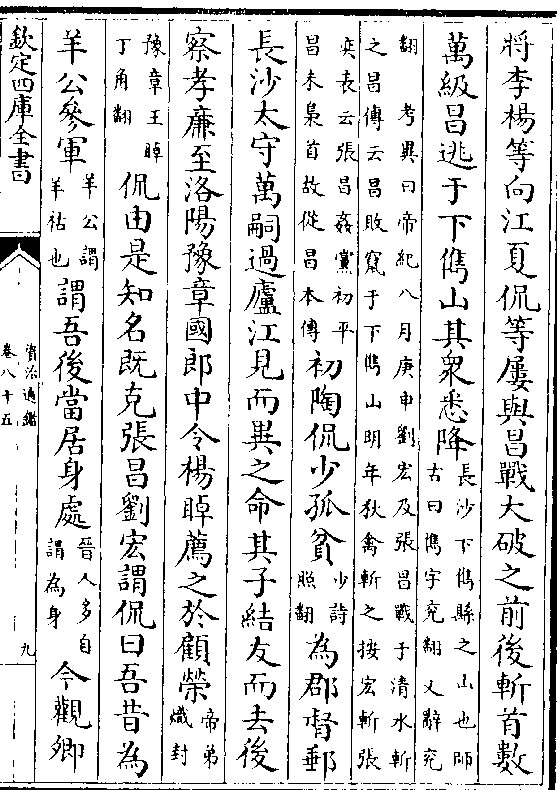 將李楊等向江夏侃等屢與昌戰大破之前後斬首數
萬級昌逃于下儁山其衆悉降長沙下儁縣之山也師
古曰儁字兖翻又辭兖
翻　考異曰帝紀八月庚申劉宏及張昌戰于清水斬
之昌傳云昌敗竄于下儁山明年秋禽斬之按宏斬張
奕表云張昌姦黨初平
昌未梟首故從昌本傳
初陶侃少孤貧少詩
照翻
為郡督郵
長沙太守萬嗣過廬江見而異之命其子結友而去後
察孝廉至洛陽豫章國郎中令楊晫薦之於顧榮帝弟
熾封
豫章王晫
丁角翻
侃由是知名既克張昌劉宏謂侃曰吾昔為
羊公參軍羊公謂
羊祜也
謂吾後當居身處晉人多自
謂為身
今觀卿
欽定四庫全書
資治通鑑
卷八十五
九